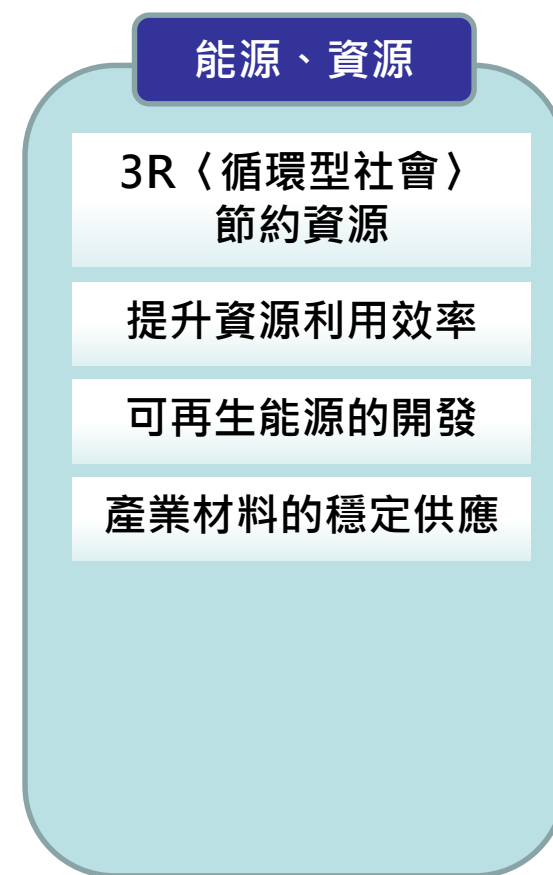 能源、資源
3R〈循環型社會〉
節約資源
提升資源利用效率
可再生能源的開發
產業材料的穩定供應